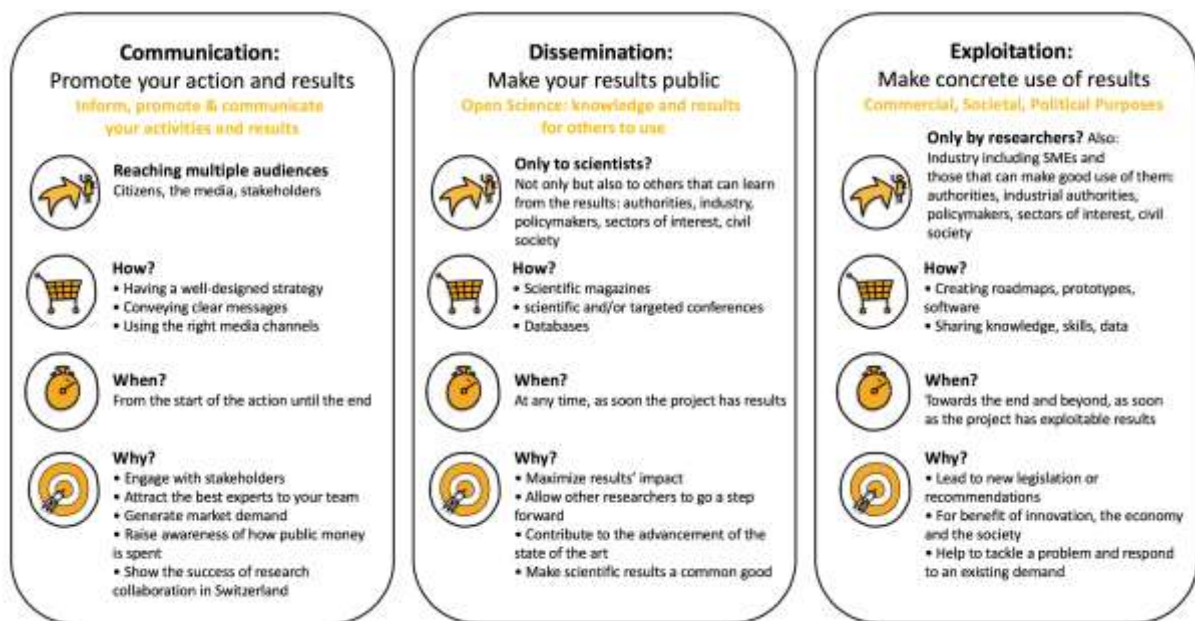 Communication:
Promote your action and results
Inform, promote & communicate
your activities and results
Reaching multiple audiences
Citizens, the media, stakeholders
How?
• Having a well-designed strategy
• Conveying clear messages
• Using the right media channels
When?
From the start of the action until the end
Why?
• Engage with stakeholders
• Attract the best experts to your team
• Generate market demand
• Raise awareness of how public money
is spent
• Show the success of research
collaboration in Switzerland
Dissemination:
Make your results public
Open Science: knowledge and results
for others to use
Only to scientists?
Not only but also to others that can learn
from the results: authorities, industry,
policymakers, sectors of interest, civil
society
How?
• Scientific magazines
• scientific and/or targeted conferences
• Databases
When?
At any time, as soon the project has results
Why?
• Maximize results' impact
• Allow other researchers to go a step
forward
• Contribute to the advancement of the
state of the art
• Make scientific results a common good
Exploitation:
Make concrete use of results
Commercial, Societal, Political Purposes
Only by researchers? Also:
Industry including SMEs and
those that can make good use of them:
authorities, industrial authorities,
policymakers, sectors of interest, civil
society
How?
• Creating roadmaps, prototypes,
software
• Sharing knowledge, skills, data
When?
Towards the end and beyond, as soon
as the project has exploitable results
Why?
• Lead to new legislation or
recommendations
• For benefit of innovation, the economy
and the society
• Help to tackle a problem and respond
to an existing demand